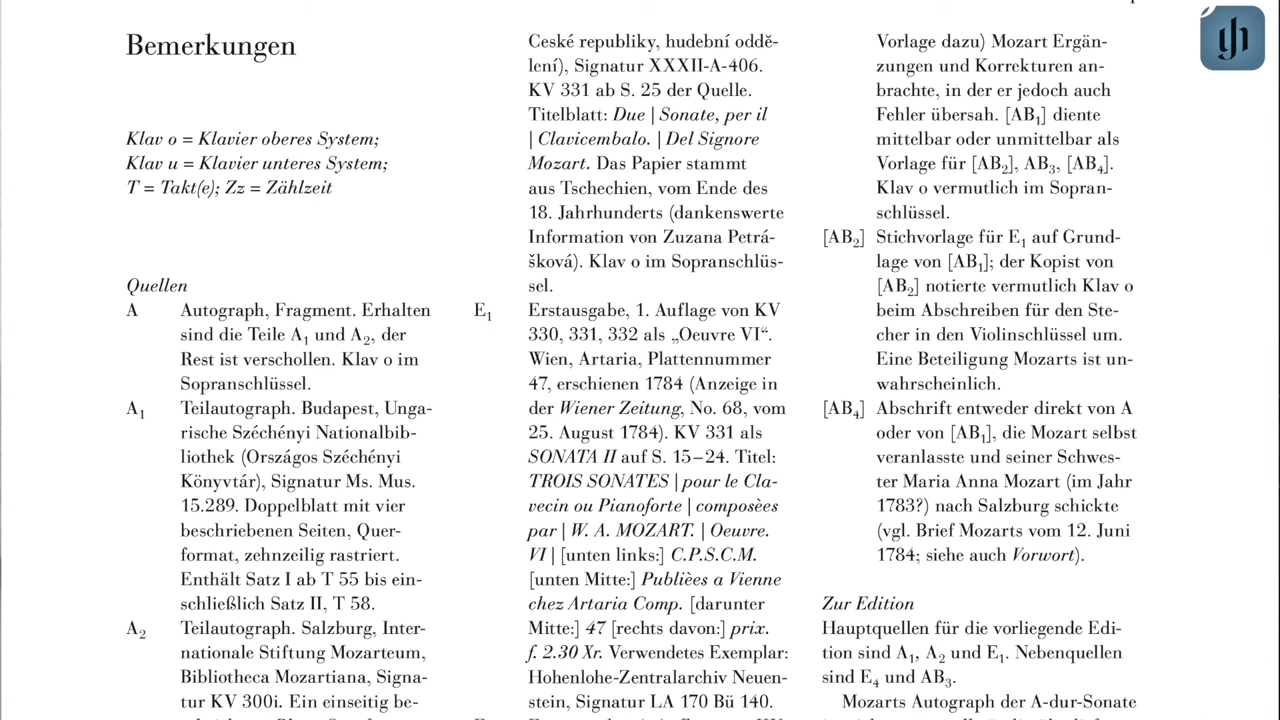 Bemerkungen
Klav o = Klavier oberes System;
Klav u = Klavier unteres System;
T = Takt(e); Zz = Zählzeit
Quellen
A Autograph, Fragment. Erhalten
sind die Teile A1 und A2, der
Rest ist verschollen. Klav o im
Sopranschlüssel.
A1 Teilautograph. Budapest, Unga-
rische Széchényi Nationalbib-
liothek (Országos Széchényi
Könyvtár), Signatur Ms. Mus.
15.289. Doppelblatt mit vier
beschriebenen Seiten, Quer-
format, zehnzeilig rastriert.
Enthält Satz I ab T 55 bis ein-
schließlich Satz II, T 58.
A2 Teilautograph. Salzburg, Inter-
nationale Stiftung Mozarteum,
Bibliotheca Mozartiana, Signa-
tur KV 300i. Ein einseitig be-
České republiky, hudební oddě-
lení), Signatur XXXII-A-406.
KV 331 ab S. 25 der Quelle.
Titelblatt: Due | Sonate, per il
| Clavicembalo. | Del Signore
Mozart. Das Papier stammt
aus Tschechien, vom Ende des
18. Jahrhunderts (dankenswerte
Information von Zuzana Petrá-
šková). Klav o im Sopranschlüs-
sel.
E1 Erstausgabe, 1. Auflage von KV
330, 331, 332 als „Oeuvre VI“.
Wien, Artaria, Plattennummer
47, erschienen 1784 (Anzeige in
der Wiener Zeitung, No. 68, vom
25. August 1784). KV 331 als
SONATA II auf S. 15–24. Titel:
TROIS SONATES | pour le Cla-
vecin ou Pianoforte | composèes
par | W. A. MOZART. | Oeuvre.
VI | [unten links:] C.P.S.C.M.
[unten Mitte:] Publièes a Vienne
chez Artaria Comp. [darunter
Mitte:] 47 [rechts davon:] prix.
f. 2.30 Xr. Verwendetes Exemplar:
Hohenlohe-Zentralarchiv Neuen-
stein, Signatur LA 170 Bü 140.
Vorlage dazu) Mozart Ergän-
zungen und Korrekturen an-
brachte, in der er jedoch auch
Fehler übersah. [AB1] diente
mittelbar oder unmittelbar als
Vorlage für [AB2], AB3, [AB4].
Klav o vermutlich im Sopran-
schlüssel.
[AB2] Stichvorlage für E1 auf Grund-
lage von [AB1]; der Kopist von
[AB2] notierte vermutlich Klav o
beim Abschreiben für den Ste-
cher in den Violinschlüssel um.
Eine Beteiligung Mozarts ist un-
wahrscheinlich.
[AB4] Abschrift entweder direkt von A
oder von [AB1], die Mozart selbst
veranlasste und seiner Schwes-
ter Maria Anna Mozart (im Jahr
1783?) nach Salzburg schickte
(vgl. Brief Mozarts vom 12. Juni
1784; siehe auch Vorwort).
Zur Edition
Hauptquellen für die vorliegende Edi-
tion sind A1, A2 und E1. Nebenquellen
sind E4 und AB3.
Mozarts Autograph der A-dur-Sonate